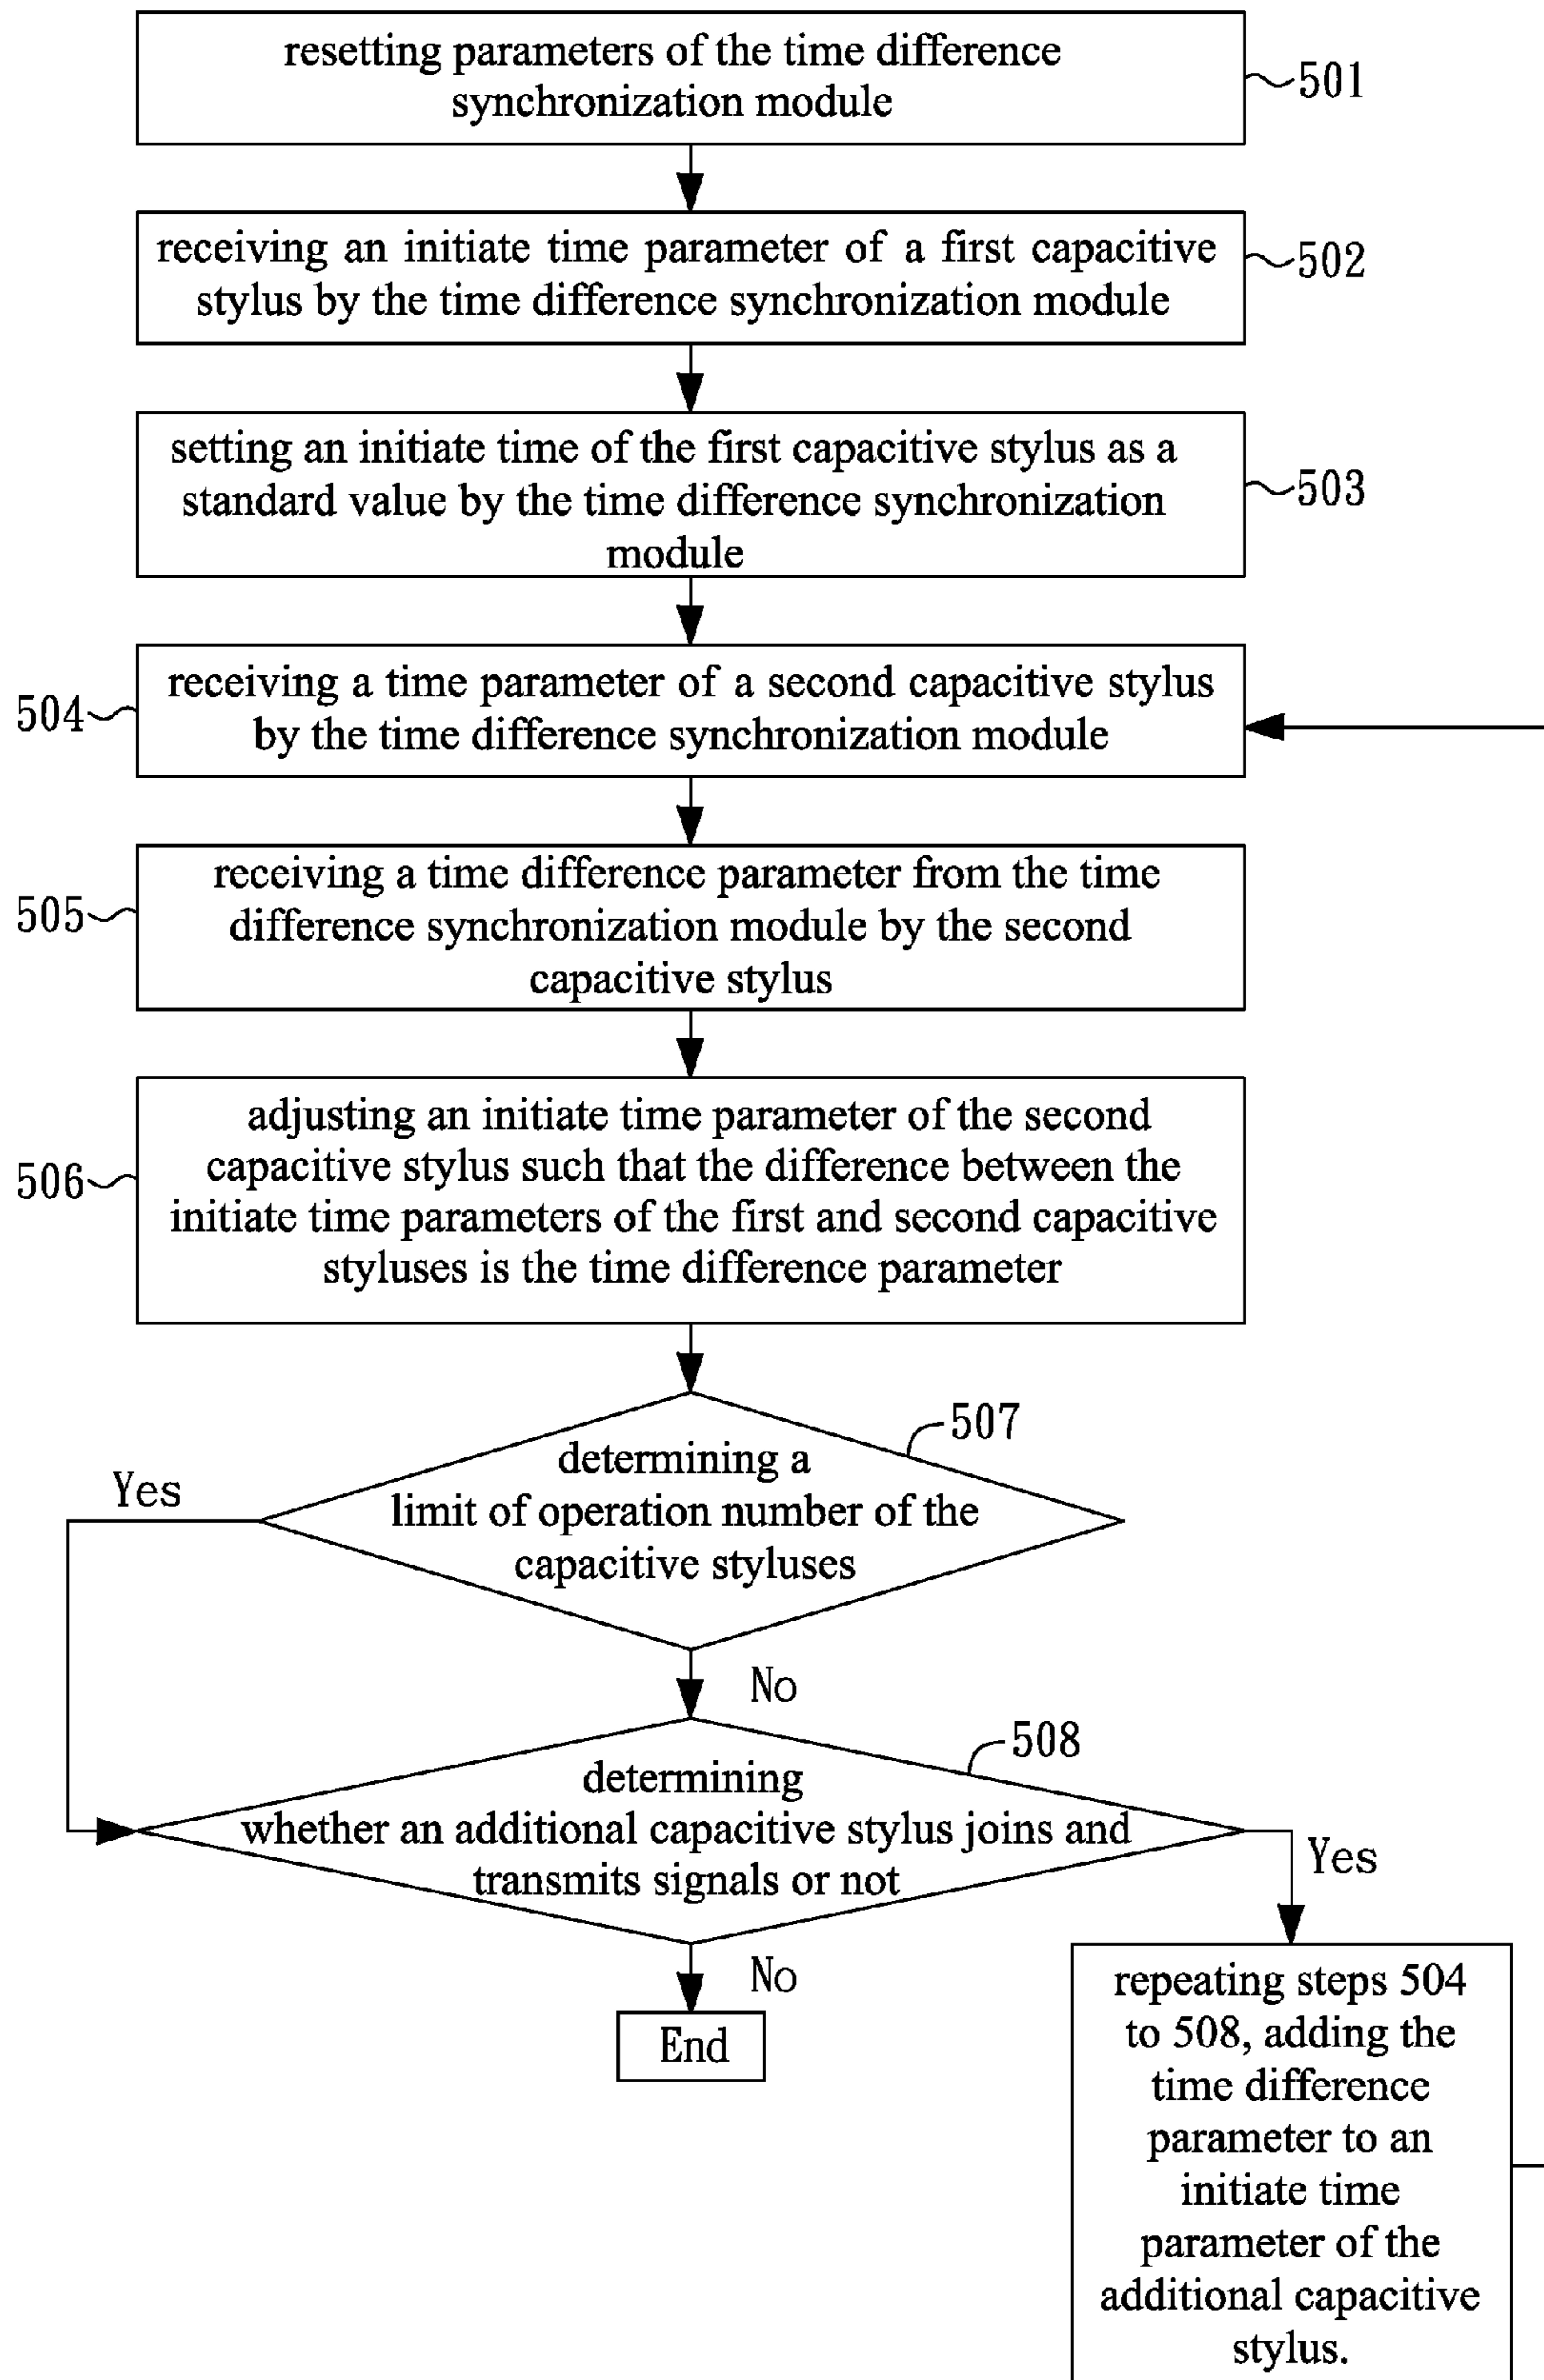 resetting parameters of the time difference
synchronization module
501
receiving an initiate time parameter of a first capacitive
stylus by the time difference synchronization module
502
setting an initiate time of the first capacitive stylus as a
standard value by the time difference synchronization
module
503
504
receiving a time parameter of a second capacitive stylus
by the time difference synchronization module
505
receiving a time difference parameter from the time
difference synchronization module by the second
capacitive stylus
506
adjusting an initiate time parameter of the second
capacitive stylus such that the difference between the
initiate time parameters of the first and second capacitive
styluses is the time difference parameter
507
determining a
limit of operation number of the
capacitive styluses
Yes
No
508
determining
whether an additional capacitive stylus joins and
transmits signals or not
Yes
No
End
repeating steps 504
to 508, adding the
time difference
parameter to an
initiate time
parameter of the
additional capacitive
stylus.